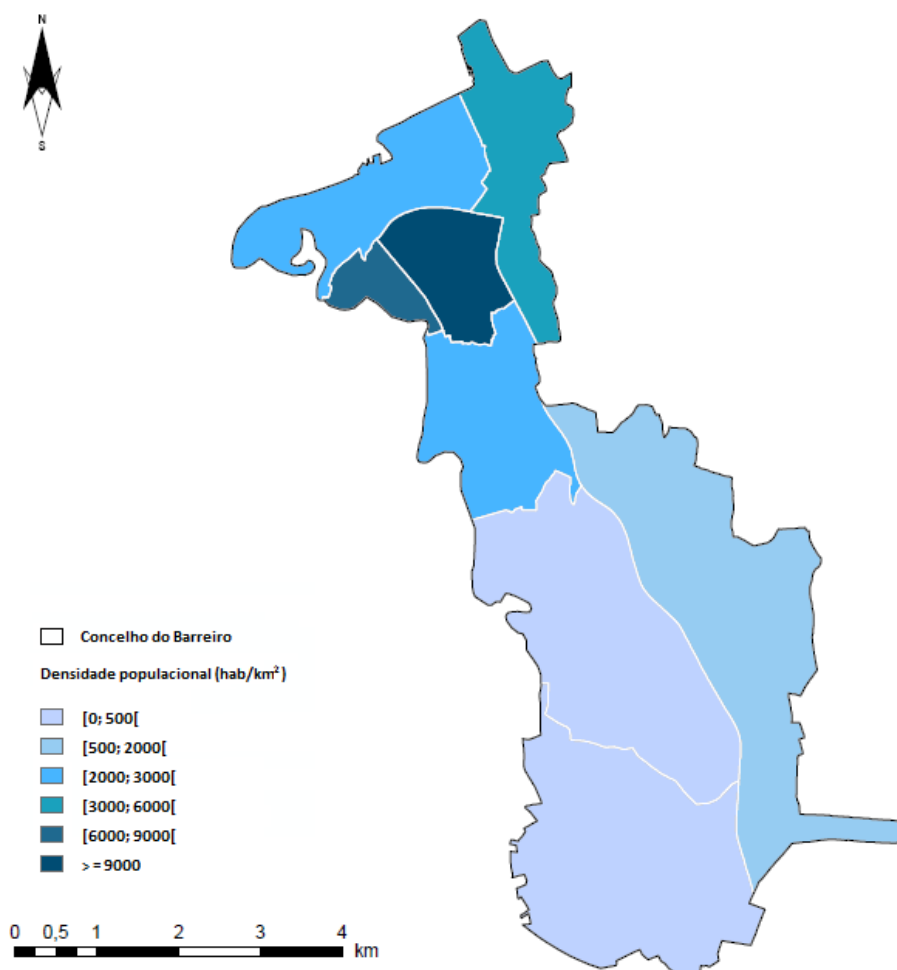 N
S
Concelho do Barreiro
Densidade populacional (hab/km²)
[0; 500[
[500; 2000[
[2000; 3000[
[3000; 6000[
[6000; 9000[
> = 9000
0 0,5 1 2 3 4
km